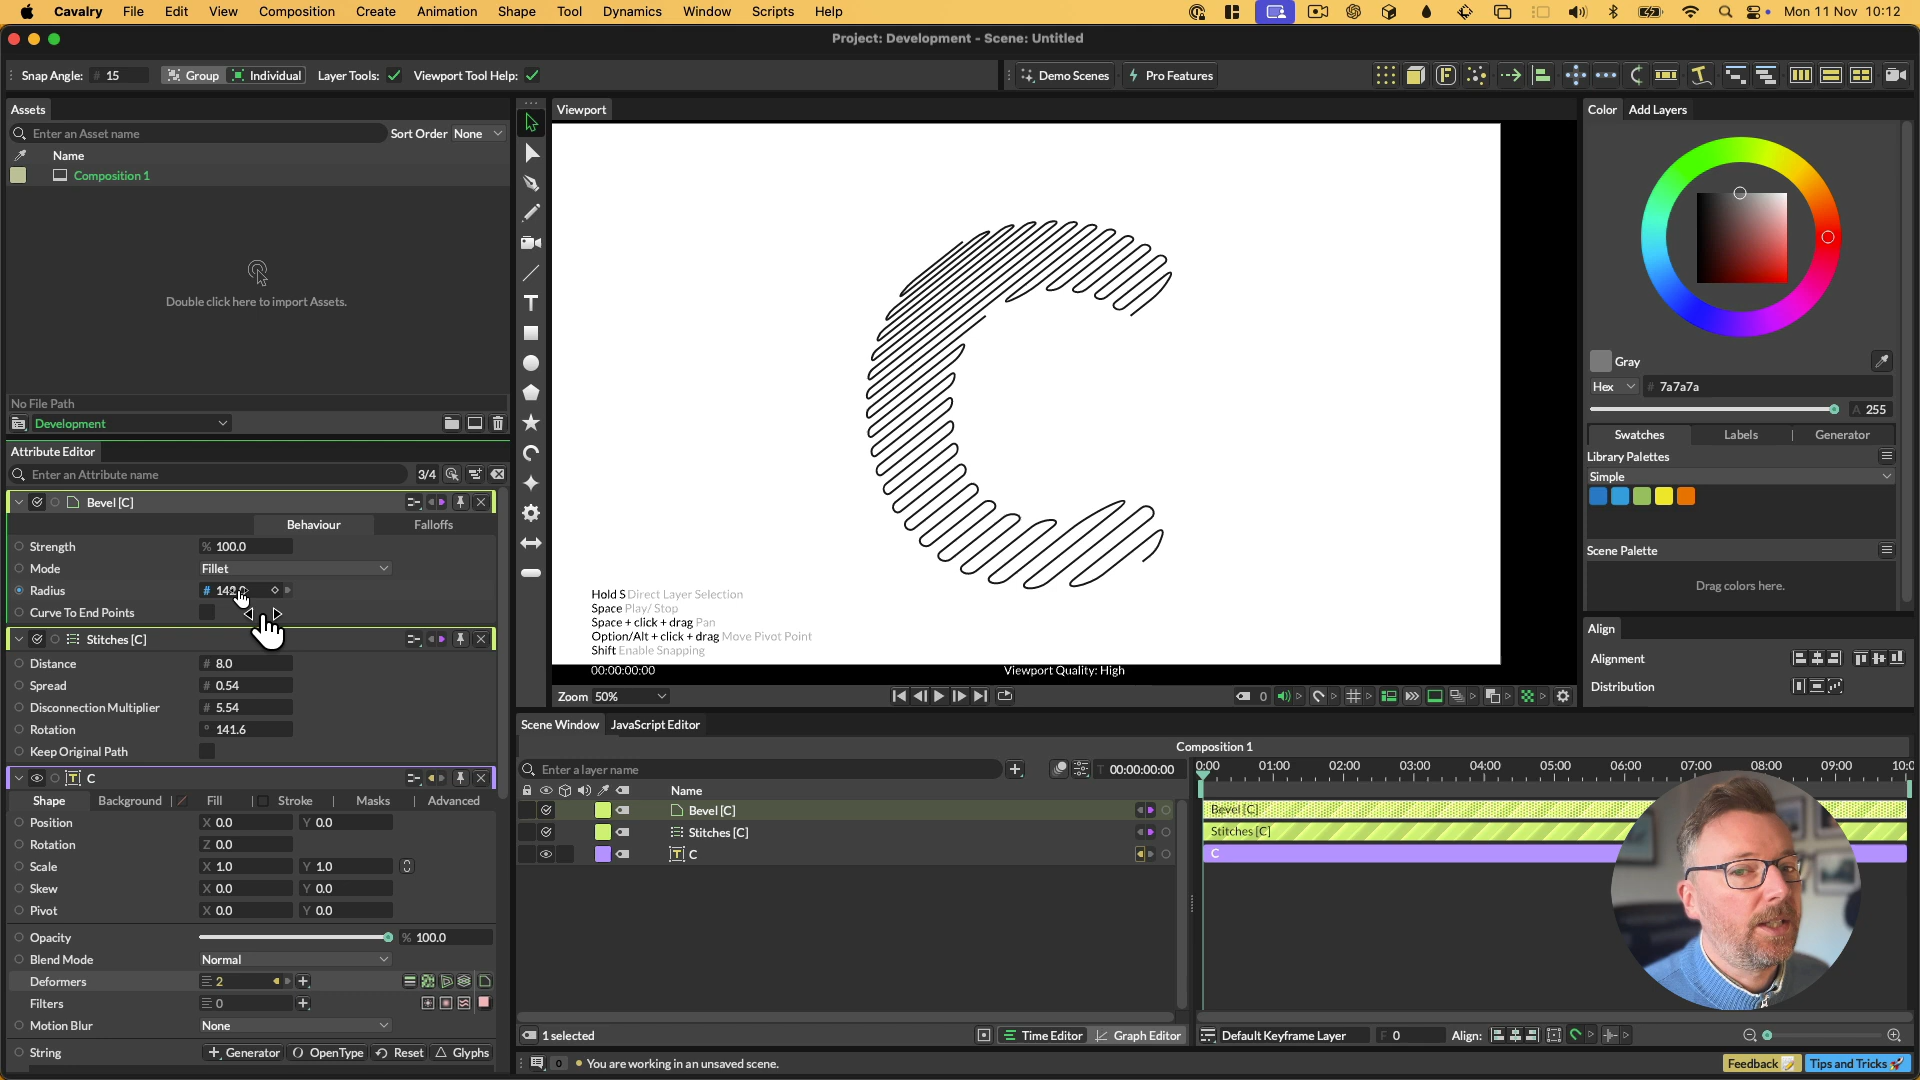 Cavalry File Edit View Composition Create Animation Shape Tool Dynamics Window Scripts Help Mon 11 Nov 10:12
Project: Development - Scene: Untitled
Snap Angle: # 15 Group Individual Layer Tools: Viewport Tool Help: Demo Scenes Pro Features
Assets
Enter an Asset name Sort Order None
Name
Composition 1
Double click here to import Assets.
No File Path
Development
Attribute Editor
Enter an Attribute name 3/4
Bevel [C]
Behaviour Falloffs
Strength % 100.0
Mode Fillet
Radius #
Curve To End Points
Stitches [C]
Distance # 8.0
Spread # 0.54
Disconnection Multiplier # 5.54
Rotation ° 141.6
Keep Original Path
C
Shape Background Fill Stroke Masks Advanced
Position X 0.0 Y 0.0
Rotation Z 0.0
Scale X 1.0 Y 1.0
Skew X 0.0 Y 0.0
Pivot X 0.0 Y 0.0
Opacity % 100.0
Blend Mode Normal
Deformers 2
Filters 0
Motion Blur None
String + Generator OpenType Reset Glyphs
Viewport
Hold S Direct Layer Selection
Space Play/ Stop
Space + click + drag Pan
Option/Alt + click + drag Move Pivot Point
Shift Enable Snapping
00:00:00:00 Viewport Quality: High
Zoom 50% 0
Scene Window JavaScript Editor
Composition 1
Enter a layer name T 00:00:00:00 0:00 01:00 02:00 03:00 04:00 05:00 06:00 07:00 08:00 09:00 10:0
Name
Bevel [C] Bevel [C]
Stitches [C] Stitches [C]
C C
1 selected Time Editor Graph Editor Default Keyframe Layer F 0 Align:
0 You are working in an unsaved scene. Feedback Tips and Tricks
Color Add Layers
Gray
Hex # 7a7a7a
A 255
Swatches Labels Generator
Library Palettes
Simple
Scene Palette
Drag colors here.
Align
Alignment
Distribution